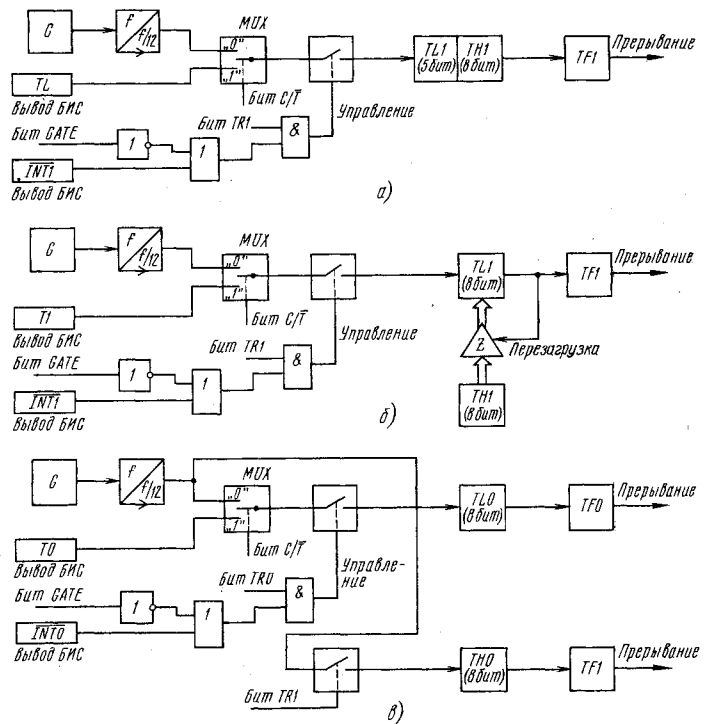 MUX
G
f
f/12
„0"
„1"
TL
Вывод БИС
Бит C/T̅
TL1
(5бит)
TH1
(8бит)
TF1
Прерывание
Управление
Бит TR1
&
Бит GATE
1
1
I̅N̅T̅1̅
Вывод БИС
а)
MUX
G
f
f/12
„0"
„1"
T1
Вывод БИС
Бит C/T̅
TL1
(8бит)
TF1
Прерывание
Управление
Бит TR1
&
Бит GATE
1
1
I̅N̅T̅1̅
Вывод БИС
Z
Перезагрузка
TH1
(8бит)
б)
MUX
G
f
f/12
„0"
„1"
T0
Вывод БИС
Бит C/T̅
TL0
(8бит)
TF0
Прерывание
Управле-
ние
Бит TR0
&
Бит GATE
1
1
I̅N̅T̅0̅
Вывод БИС
TH0
(8бит)
TF1
Прерывание
Бит TR1
в)